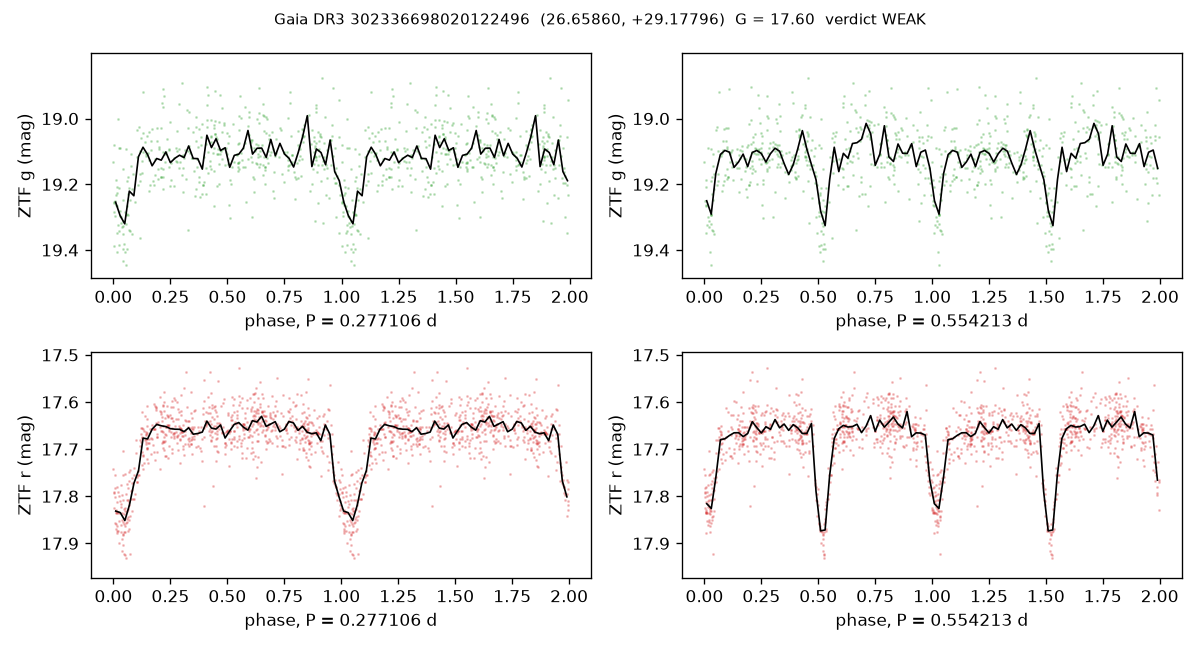 Gaia DR3 302336698020122496 (26.65860, +29.17796) G = 17.60 verdict WEAK
ZTF g (mag)
19.0
19.2
19.4
0.00 0.25 0.50 0.75 1.00 1.25 1.50 1.75 2.00
phase, P = 0.277106 d
ZTF g (mag)
19.0
19.2
19.4
0.00 0.25 0.50 0.75 1.00 1.25 1.50 1.75 2.00
phase, P = 0.554213 d
ZTF r (mag)
17.5
17.6
17.7
17.8
17.9
0.00 0.25 0.50 0.75 1.00 1.25 1.50 1.75 2.00
phase, P = 0.277106 d
ZTF r (mag)
17.5
17.6
17.7
17.8
17.9
0.00 0.25 0.50 0.75 1.00 1.25 1.50 1.75 2.00
phase, P = 0.554213 d